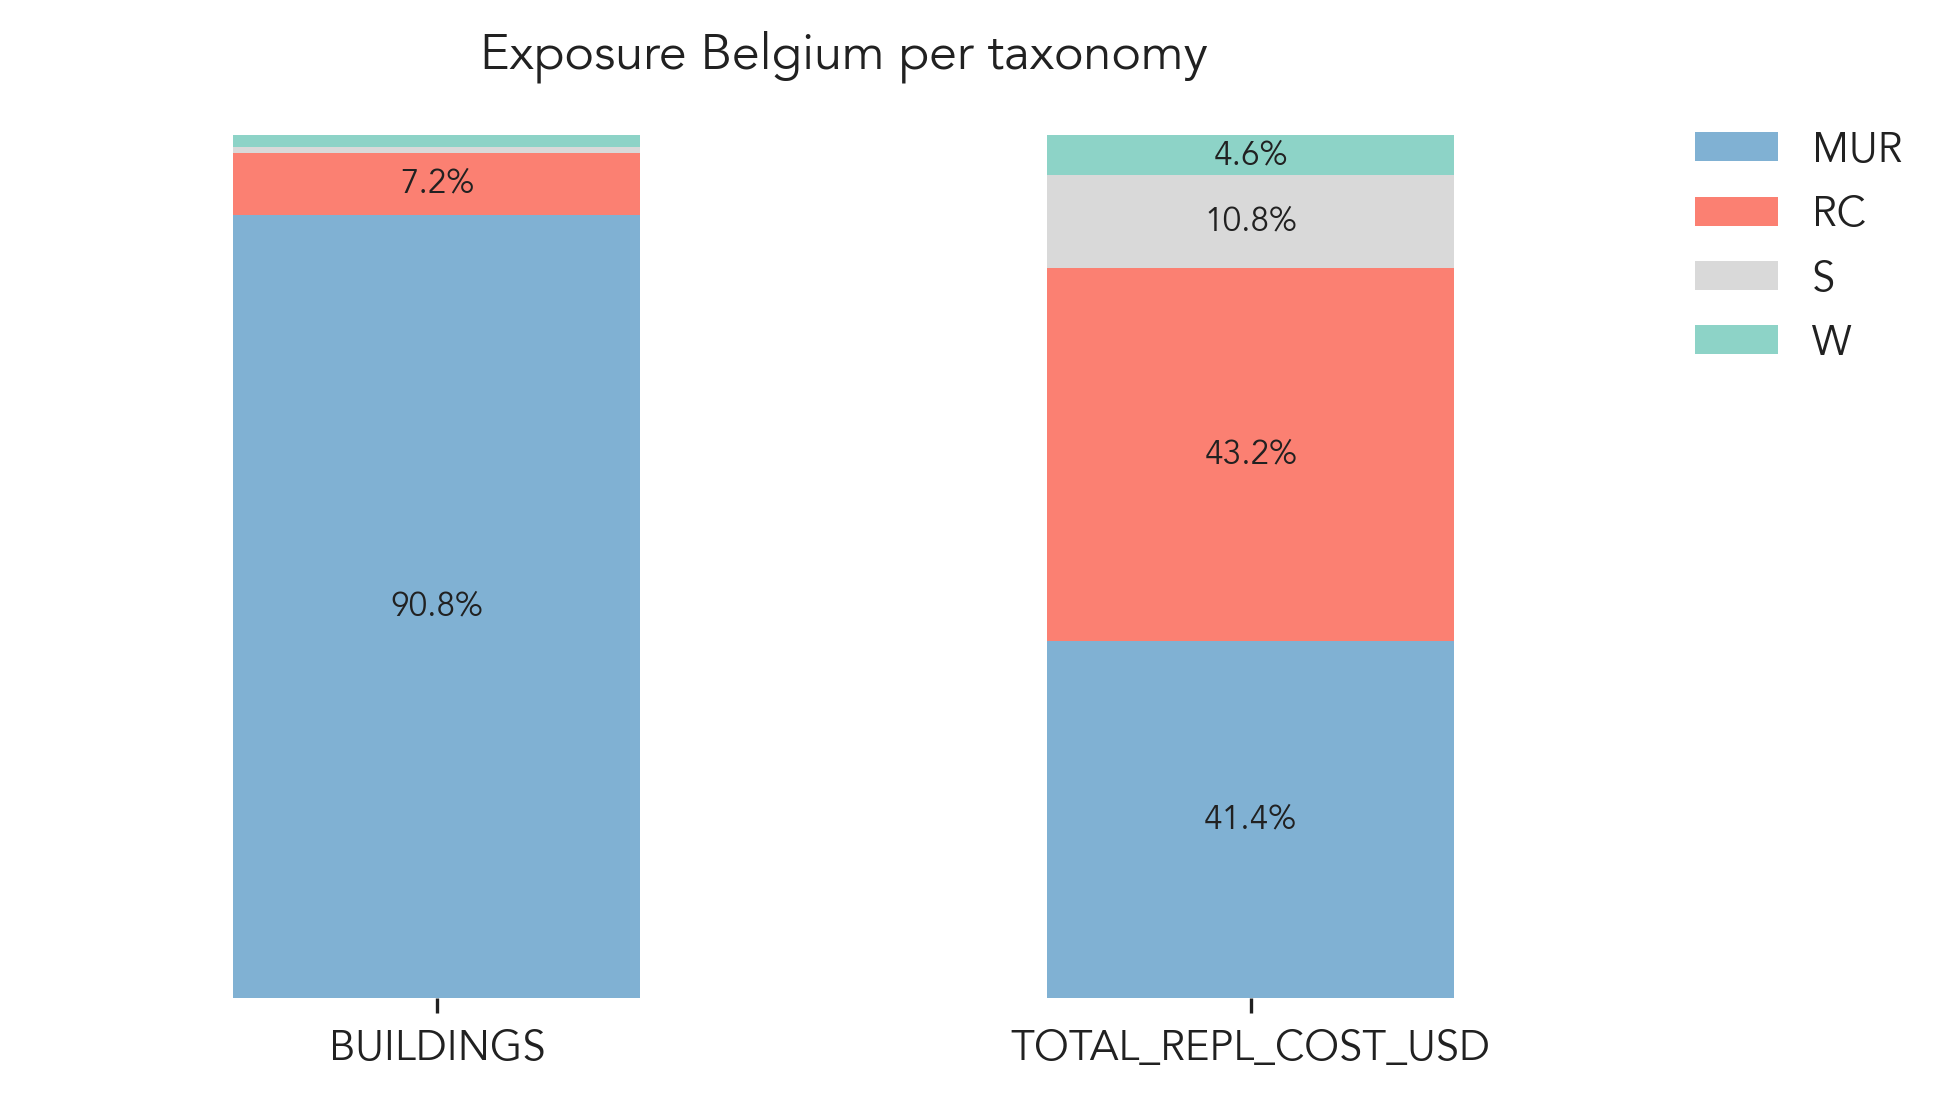 Exposure Belgium per taxonomy
7.2%
90.8%
4.6%
10.8%
43.2%
41.4%
MUR
RC
S
W
BUILDINGS
TOTAL_REPL_COST_USD